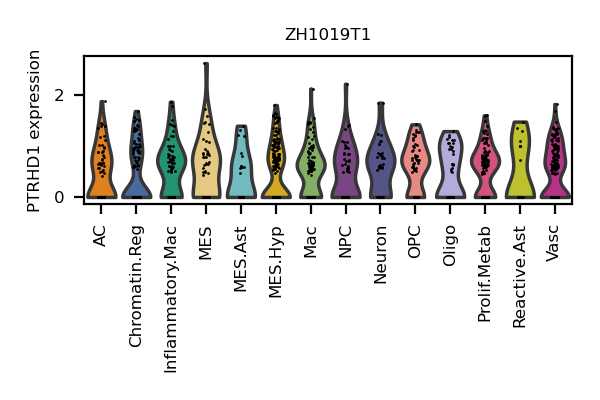 ZH1019T1
PTRHD1 expression
2
0
AC
Chromatin.Reg
Inflammatory.Mac
MES
MES.Ast
MES.Hyp
Mac
NPC
Neuron
OPC
Oligo
Prolif.Metab
Reactive.Ast
Vasc